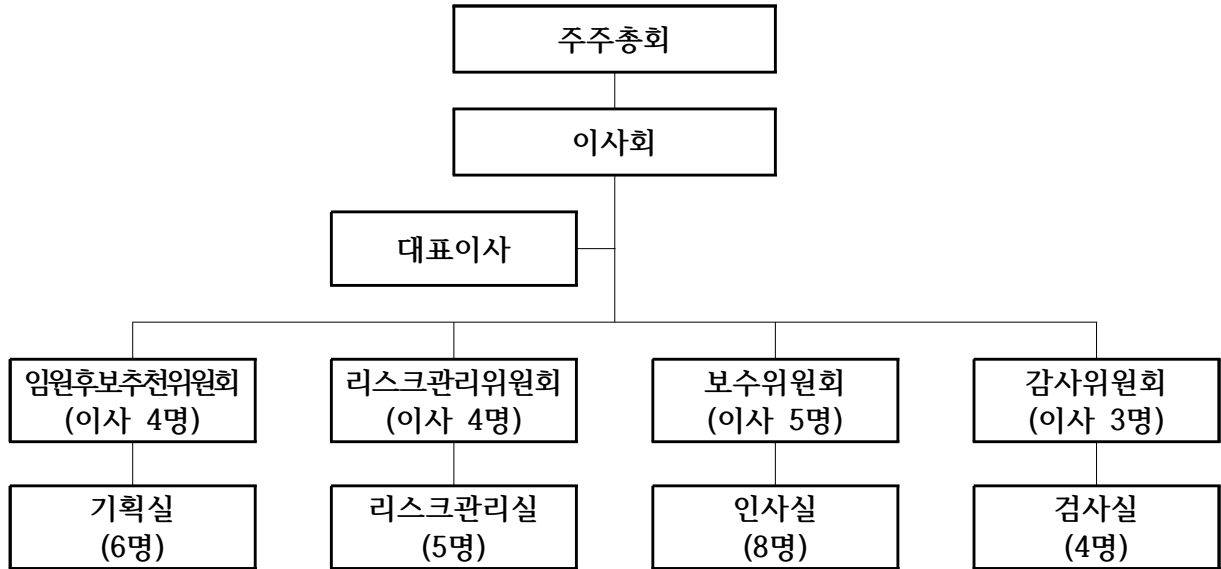 주주총회
이사회
대표이사
임원후보추천위원회
(이사 4명)
리스크관리위원회
(이사 4명)
보수위원회
(이사 5명)
감사위원회
(이사 3명)
기획실
(6명)
리스크관리실
(5명)
인사실
(8명)
검사실
(4명)